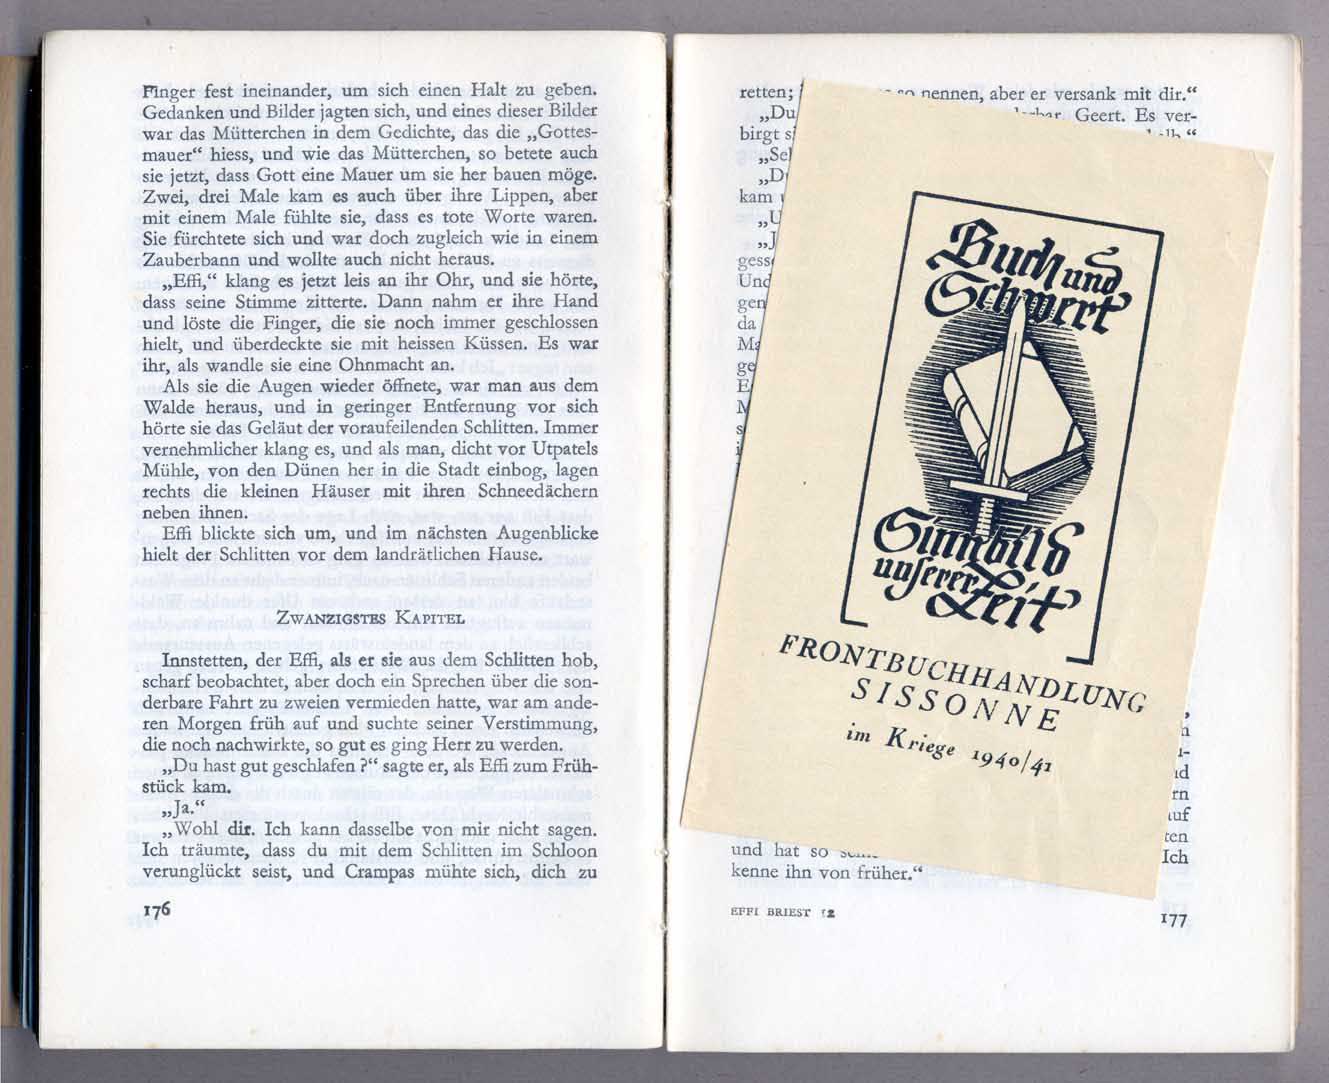 Finger fest ineinander, um sich einen Halt zu geben.
Gedanken und Bilder jagten sich, und eines dieser Bilder
war das Mütterchen in dem Gedichte, das die „Gottes-
mauer“ hiess, und wie das Mütterchen, so betete auch
sie jetzt, dass Gott eine Mauer um sie her bauen möge.
Zwei, drei Male kam es auch über ihre Lippen, aber
mit einem Male fühlte sie, dass es tote Worte waren.
Sie fürchtete sich und war doch zugleich wie in einem
Zauberbann und wollte auch nicht heraus.
„Effi,“ klang es jetzt leis an ihr Ohr, und sie hörte,
dass seine Stimme zitterte. Dann nahm er ihre Hand
und löste die Finger, die sie noch immer geschlossen
hielt, und überdeckte sie mit heissen Küssen. Es war
ihr, als wandle sie eine Ohnmacht an.
Als sie die Augen wieder öffnete, war man aus dem
Walde heraus, und in geringer Entfernung vor sich
hörte sie das Geläut der voraufeilenden Schlitten. Immer
vernehmlicher klang es, und als man, dicht vor Utpatels
Mühle, von den Dünen her in die Stadt einbog, lagen
rechts die kleinen Häuser mit ihren Schneedächern
neben ihnen.
Effi blickte sich um, und im nächsten Augenblicke
hielt der Schlitten vor dem landrätlichen Hause.
ZWANZIGSTES KAPITEL
Innstetten, der Effi, als er sie aus dem Schlitten hob,
scharf beobachtet, aber doch ein Sprechen über die son-
derbare Fahrt zu zweien vermieden hatte, war am ande-
ren Morgen früh auf und suchte seiner Verstimmung,
die noch nachwirkte, so gut es ging Herr zu werden.
„Du hast gut geschlafen?“ sagte er, als Effi zum Früh-
stück kam.
„Ja.“
„Wohl dir. Ich kann dasselbe von mir nicht sagen.
Ich träumte, dass du mit dem Schlitten im Schloon
verunglückt seist, und Crampas mühte sich, dich zu
176
retten; so nennen, aber er versank mit dir.“
„Du Geert. Es ver-
birgt
kam
Und
gen
da
Buch und
Schwert
Sinnbild
unserer Zeit
FRONTBUCHHANDLUNG
SISSONNE
im Kriege 1940/41
Ich
und hat so
kenne ihn von früher.“
EFFI BRIEST 12
177